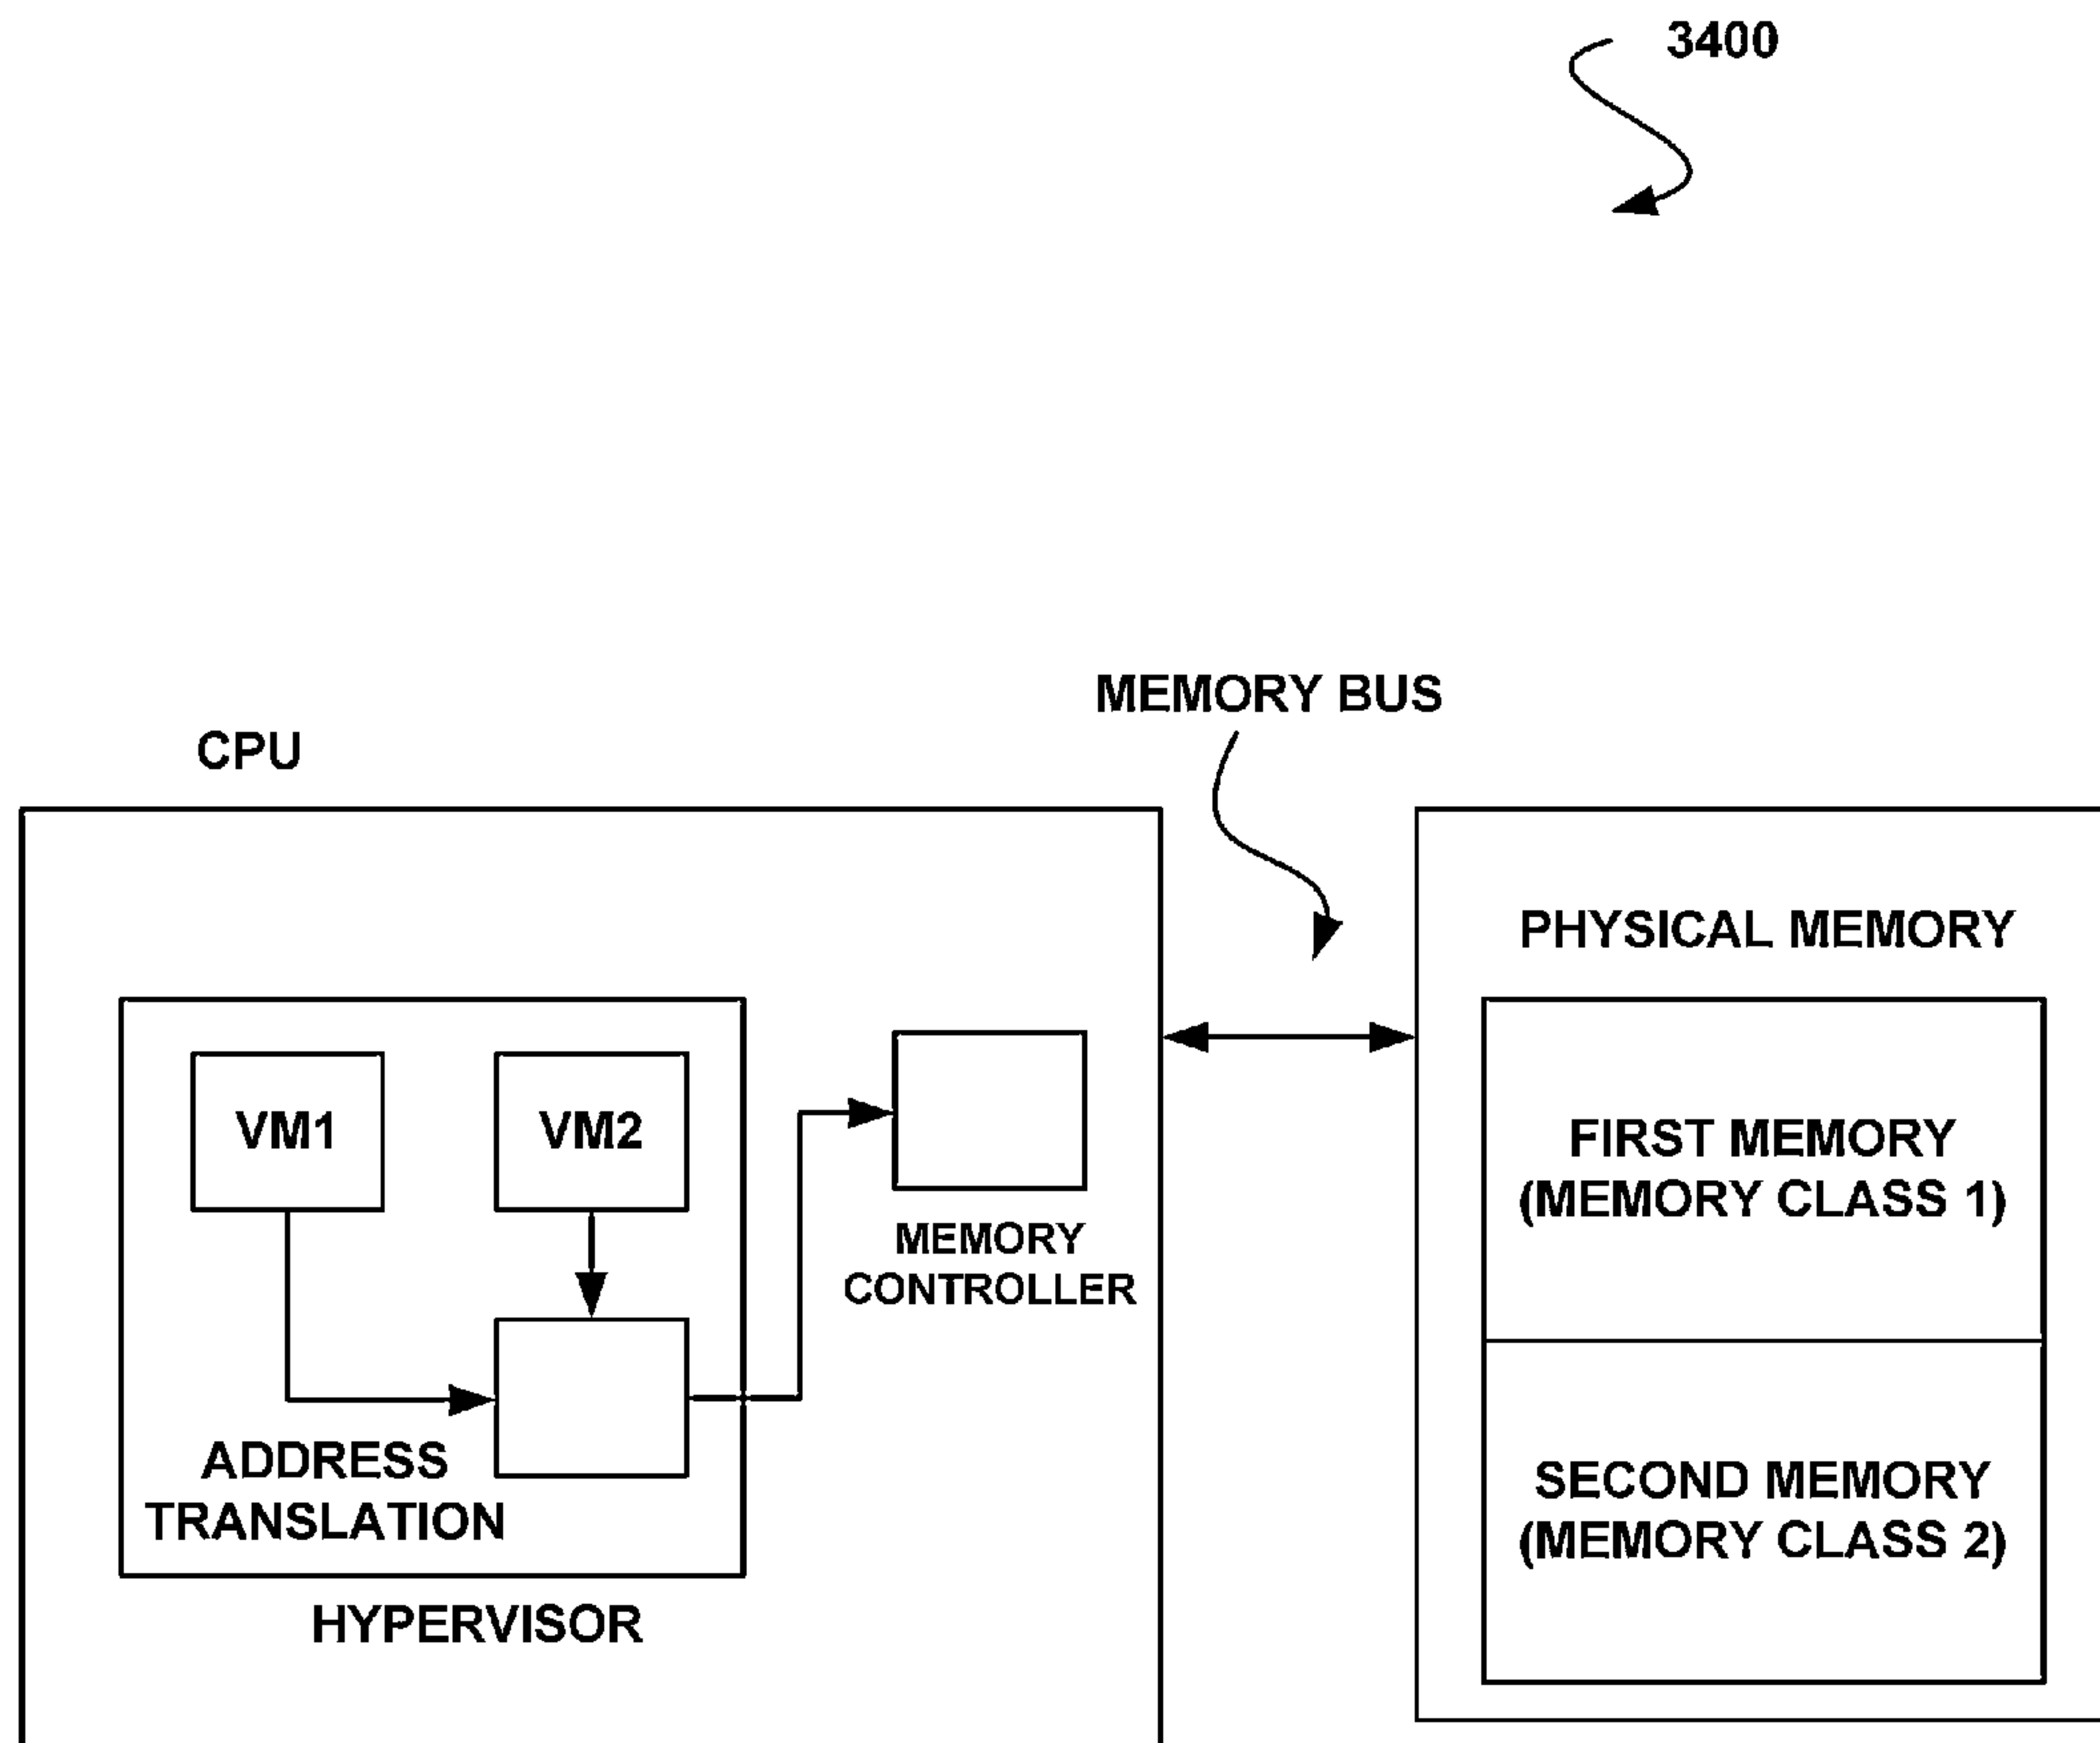 3400
MEMORY BUS
CPU
PHYSICAL MEMORY
VM1
VM2
FIRST MEMORY
(MEMORY CLASS 1)
MEMORY
CONTROLLER
ADDRESS
TRANSLATION
SECOND MEMORY
(MEMORY CLASS 2)
HYPERVISOR